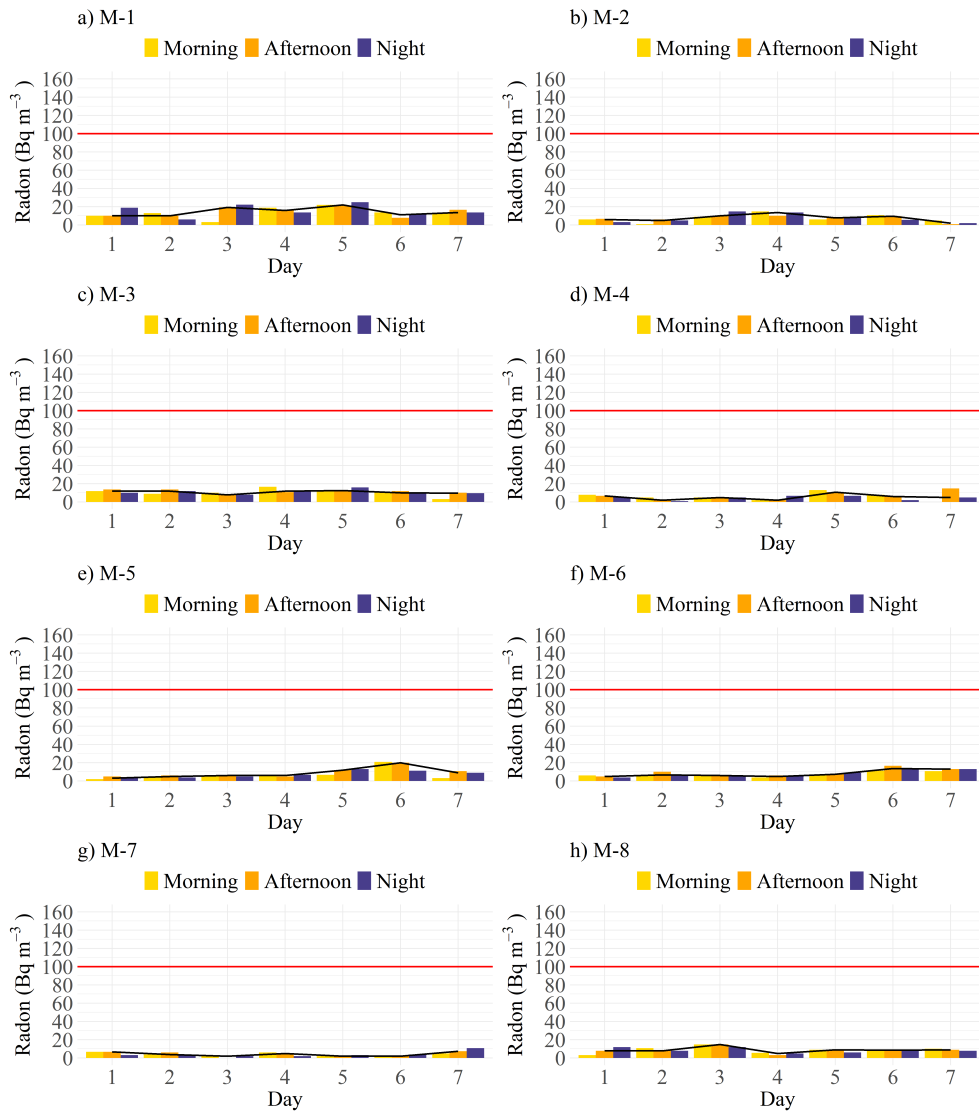 a) M-1
Morning Afternoon Night
Radon (Bq m⁻³)
160
140
120
100
80
60
40
20
0
1 2 3 4 5 6 7
Day
b) M-2
Morning Afternoon Night
Radon (Bq m⁻³)
160
140
120
100
80
60
40
20
0
1 2 3 4 5 6 7
Day
c) M-3
Morning Afternoon Night
Radon (Bq m⁻³)
160
140
120
100
80
60
40
20
0
1 2 3 4 5 6 7
Day
d) M-4
Morning Afternoon Night
Radon (Bq m⁻³)
160
140
120
100
80
60
40
20
0
1 2 3 4 5 6 7
Day
e) M-5
Morning Afternoon Night
Radon (Bq m⁻³)
160
140
120
100
80
60
40
20
0
1 2 3 4 5 6 7
Day
f) M-6
Morning Afternoon Night
Radon (Bq m⁻³)
160
140
120
100
80
60
40
20
0
1 2 3 4 5 6 7
Day
g) M-7
Morning Afternoon Night
Radon (Bq m⁻³)
160
140
120
100
80
60
40
20
0
1 2 3 4 5 6 7
Day
h) M-8
Morning Afternoon Night
Radon (Bq m⁻³)
160
140
120
100
80
60
40
20
0
1 2 3 4 5 6 7
Day